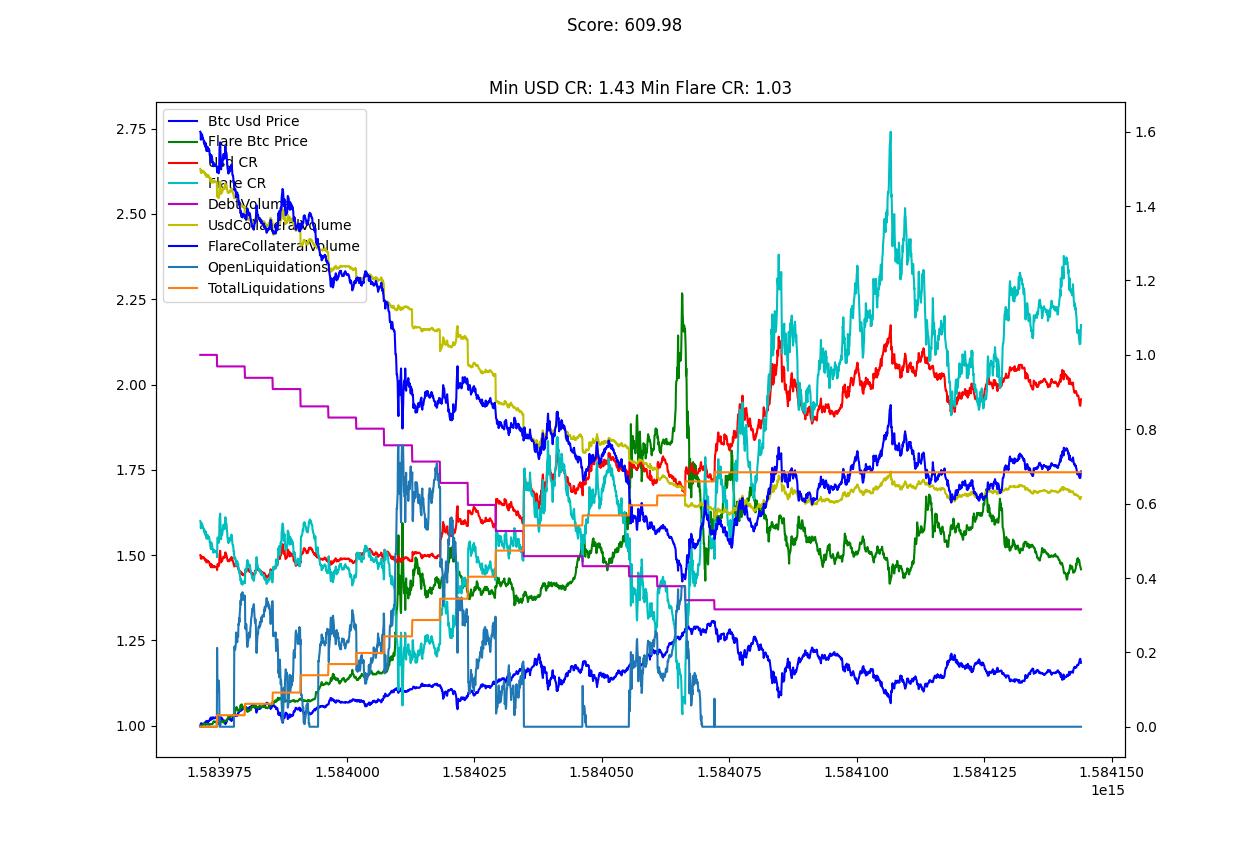 Score: 609.98
Min USD CR: 1.43 Min Flare CR: 1.03
Btc Usd Price
Flare Btc Price
Usd CR
Flare CR
DebtVolume
UsdCollateralVolume
FlareCollateralVolume
OpenLiquidations
TotalLiquidations
2.75
2.50
2.25
2.00
1.75
1.50
1.25
1.00
1.6
1.4
1.2
1.0
0.8
0.6
0.4
0.2
0.0
1.583975 1.584000 1.584025 1.584050 1.584075 1.584100 1.584125 1.584150
1e15